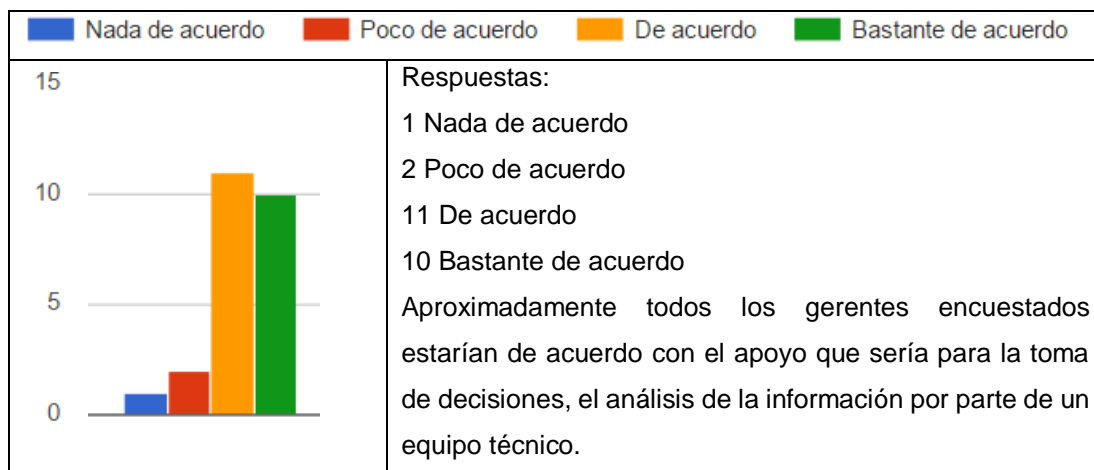 Nada de acuerdo Poco de acuerdo De acuerdo Bastante de acuerdo
15
10
5
0
Respuestas:
1 Nada de acuerdo
2 Poco de acuerdo
11 De acuerdo
10 Bastante de acuerdo
Aproximadamente todos los gerentes encuestados
estarían de acuerdo con el apoyo que sería para la toma
de decisiones, el análisis de la información por parte de un
equipo técnico.